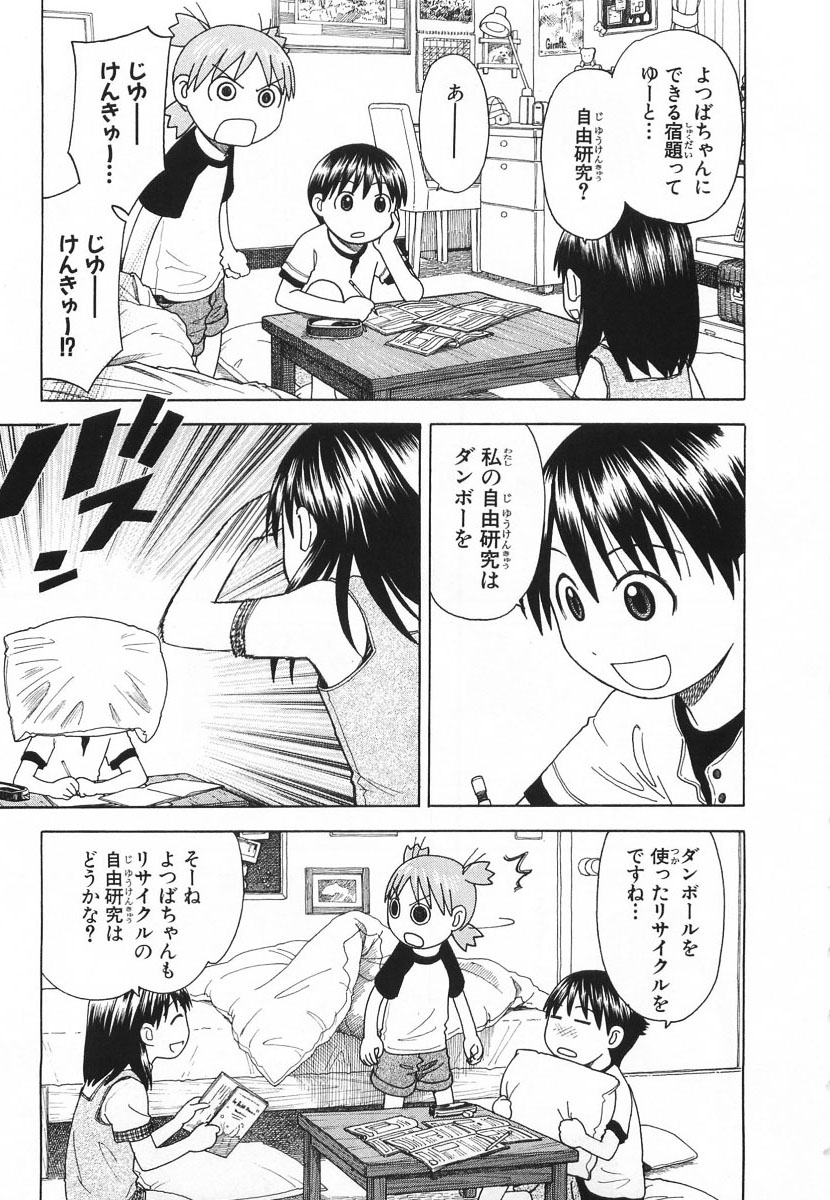 よつばちゃんに
できる宿題って
ゆーと…
自由研究？
あ——
じゅ——
けんきゅー…
じゅ——
けんきゅー!?
Giraffe
私の自由研究は
ダンボーを
バスン
ダンボールを
使ったリサイクルを
ですね…
そーね
よつばちゃんも
リサイクルの
自由研究は
どうかな？